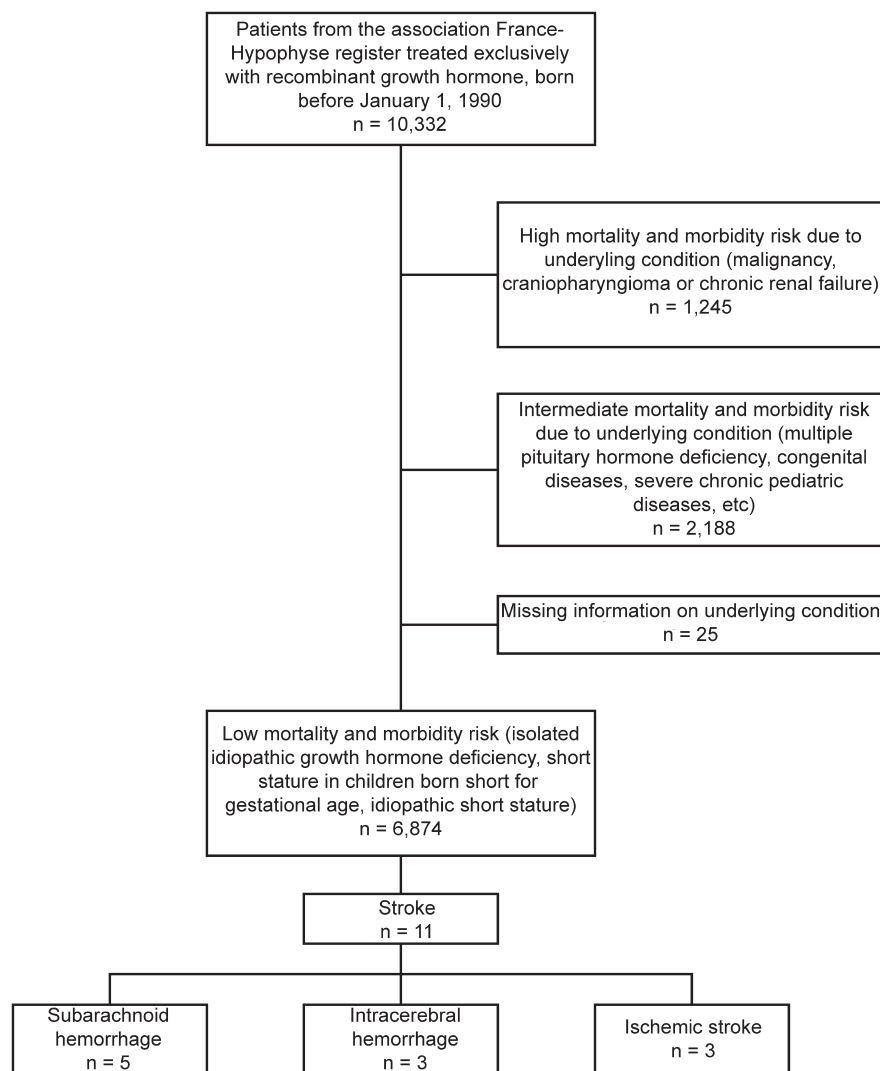 Patients from the association France-
Hypophyse register treated exclusively
with recombinant growth hormone, born
before January 1, 1990
n = 10,332
High mortality and morbidity risk due to
underyling condition (malignancy,
craniopharyngioma or chronic renal failure)
n = 1,245
Intermediate mortality and morbidity risk
due to underlying condition (multiple
pituitary hormone deficiency, congenital
diseases, severe chronic pediatric
diseases, etc)
n = 2,188
Missing information on underlying condition
n = 25
Low mortality and morbidity risk (isolated
idiopathic growth hormone deficiency, short
stature in children born short for
gestational age, idiopathic short stature)
n = 6,874
Stroke
n = 11
Subarachnoid
hemorrhage
n = 5
Intracerebral
hemorrhage
n = 3
Ischemic stroke
n = 3